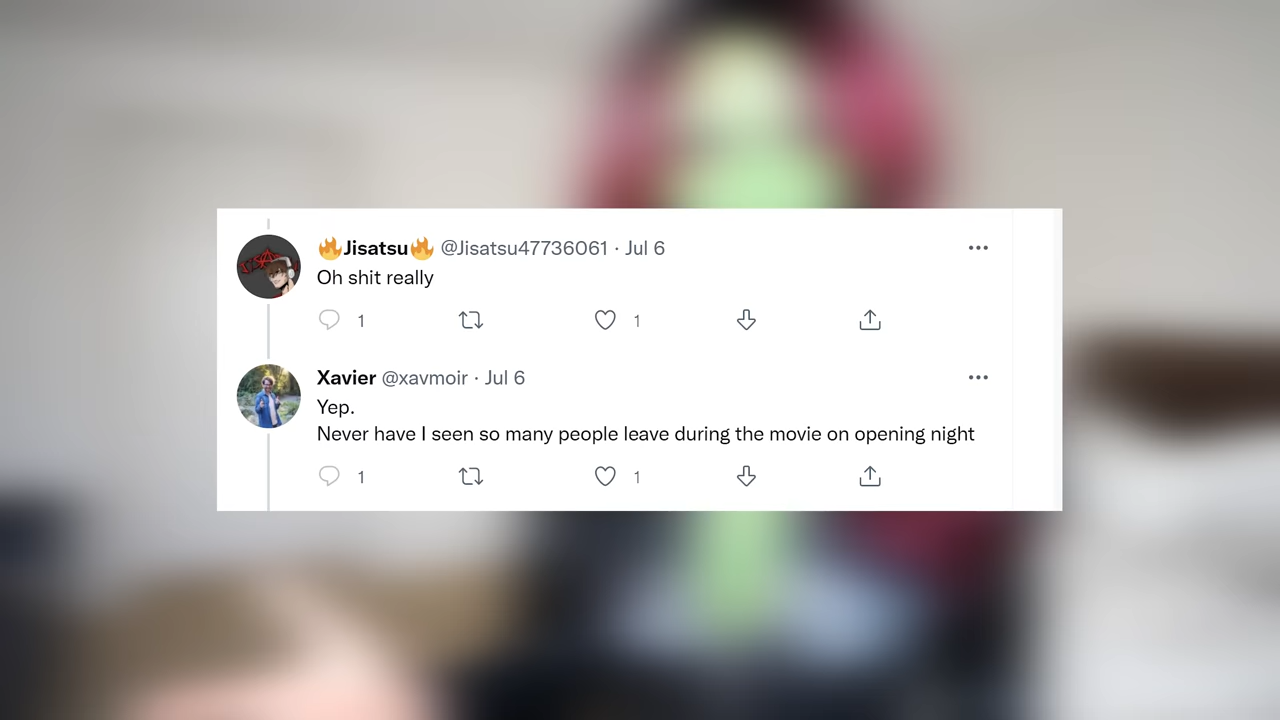 🔥Jisatsu🔥 @Jisatsu47736061 · Jul 6
Oh shit really
1 1
Xavier @xavmoir · Jul 6
Yep.
Never have I seen so many people leave during the movie on opening night
1 1